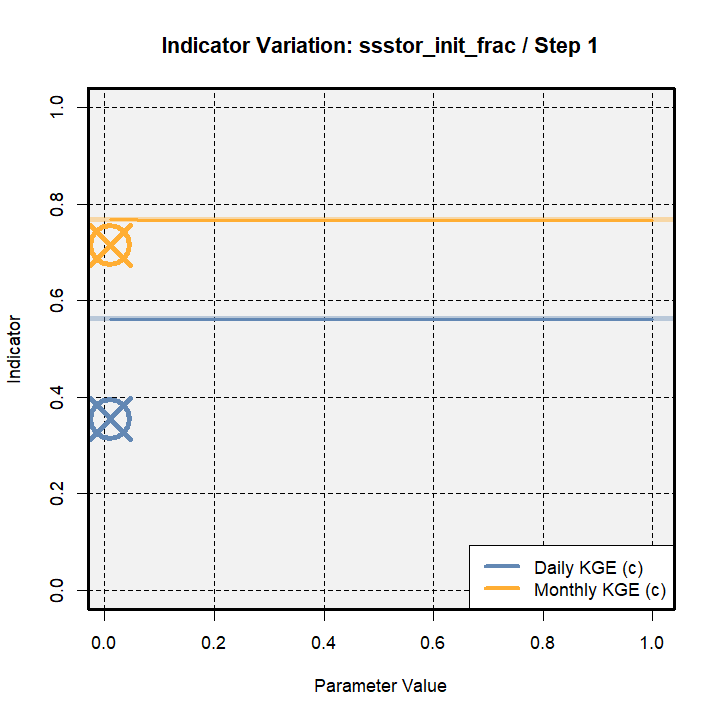 Indicator Variation: ssstor_init_frac / Step 1
Indicator
1.0
0.8
0.6
0.4
0.2
0.0
Daily KGE (c)
Monthly KGE (c)
0.0 0.2 0.4 0.6 0.8 1.0
Parameter Value